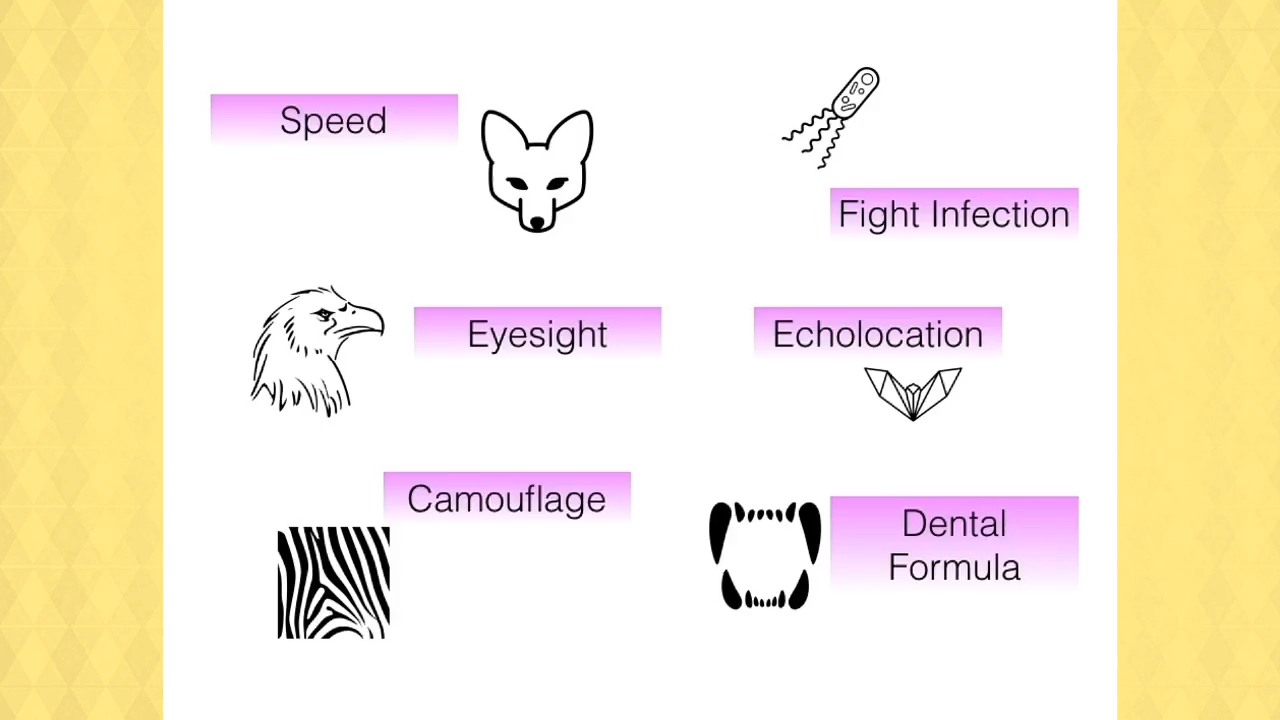 Speed
Fight Infection
Eyesight
Echolocation
Camouflage
Dental
Formula